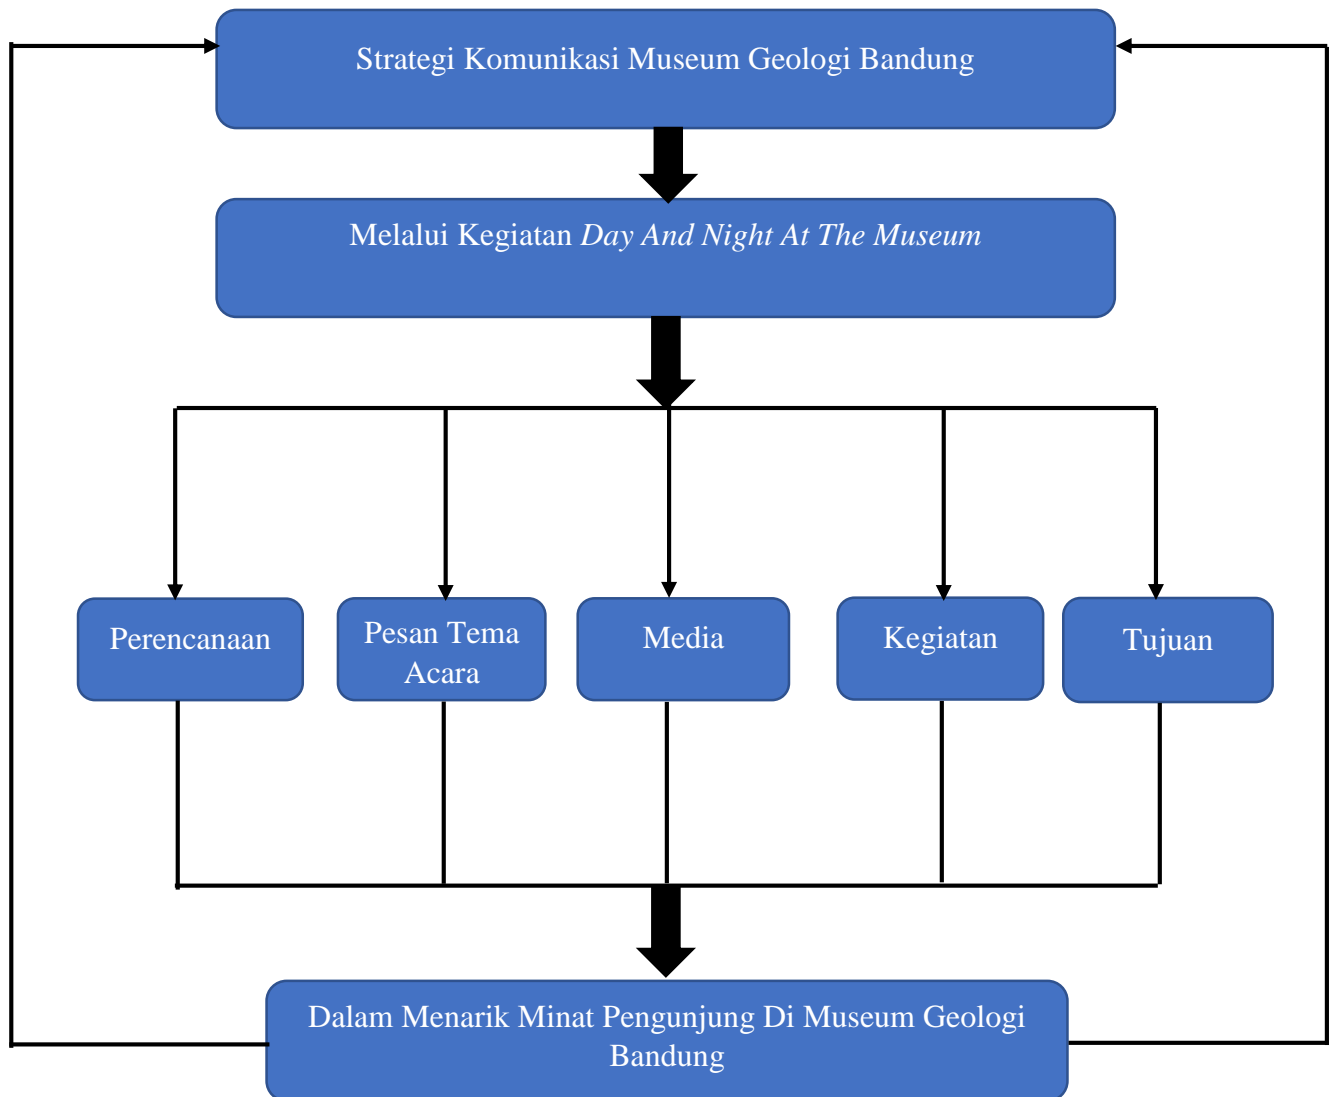 Strategi Komunikasi Museum Geologi Bandung
Melalui Kegiatan Day And Night At The Museum
Perencanaan
Pesan Tema
Acara
Media
Kegiatan
Tujuan
Dalam Menarik Minat Pengunjung Di Museum Geologi
Bandung